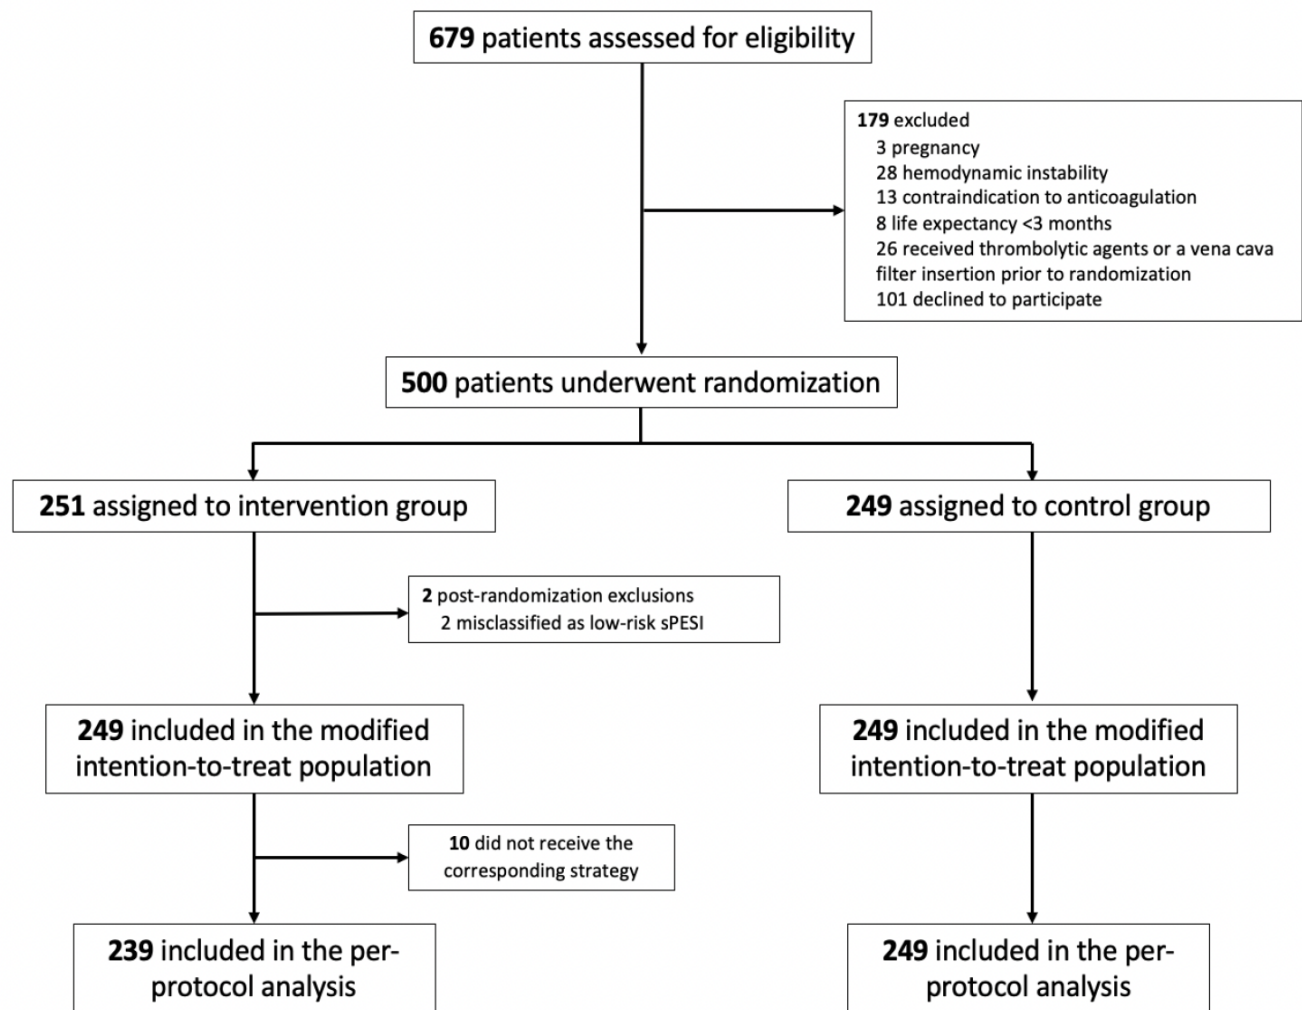 679 patients assessed for eligibility
179 excluded
3 pregnancy
28 hemodynamic instability
13 contraindication to anticoagulation
8 life expectancy <3 months
26 received thrombolytic agents or a vena cava
filter insertion prior to randomization
101 declined to participate
500 patients underwent randomization
251 assigned to intervention group
249 assigned to control group
2 post-randomization exclusions
2 misclassified as low-risk sPESI
249 included in the modified
intention-to-treat population
249 included in the modified
intention-to-treat population
10 did not receive the
corresponding strategy
239 included in the per-
protocol analysis
249 included in the per-
protocol analysis